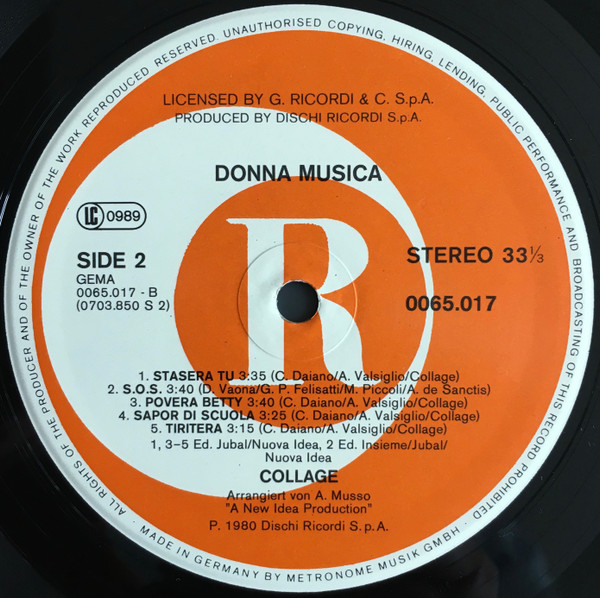 ALL RIGHTS OF THE PRODUCER AND OF THE OWNER OF THE WORK REPRODUCED RESERVED. UNAUTHORISED COPYING, HIRING, LENDING, PUBLIC PERFORMANCE AND BROADCASTING OF THIS RECORD PROHIBITED ·
LICENSED BY G. RICORDI & C. S.p.A.
PRODUCED BY DISCHI RICORDI S.p.A.
DONNA MUSICA
LC 0989
R
SIDE 2
STEREO 33⅓
GEMA
0065.017 - B
0065.017
(0703.850 S 2)
1. STASERA TU 3:35 (C. Daiano/A. Valsiglio/Collage)
2. S.O.S. 3:40 (D. Vaona/G. P. Felisatti/M. Piccoli/A. de Sanctis)
3. POVERA BETTY 3:40 (C. Daiano/A. Valsiglio/Collage)
4. SAPOR DI SCUOLA 3:25 (C. Daiano/A. Valsiglio/Collage)
5. TIRITERA 3:15 (C. Daiano/A. Valsiglio/Collage)
1, 3–5 Ed. Jubal/Nuova Idea, 2 Ed. Insieme/Jubal/
Nuova Idea
COLLAGE
Arrangiert von A. Musso
"A New Idea Production"
P. 1980 Dischi Ricordi S.p.A.
MADE IN GERMANY BY METRONOME MUSIK GMBH ·